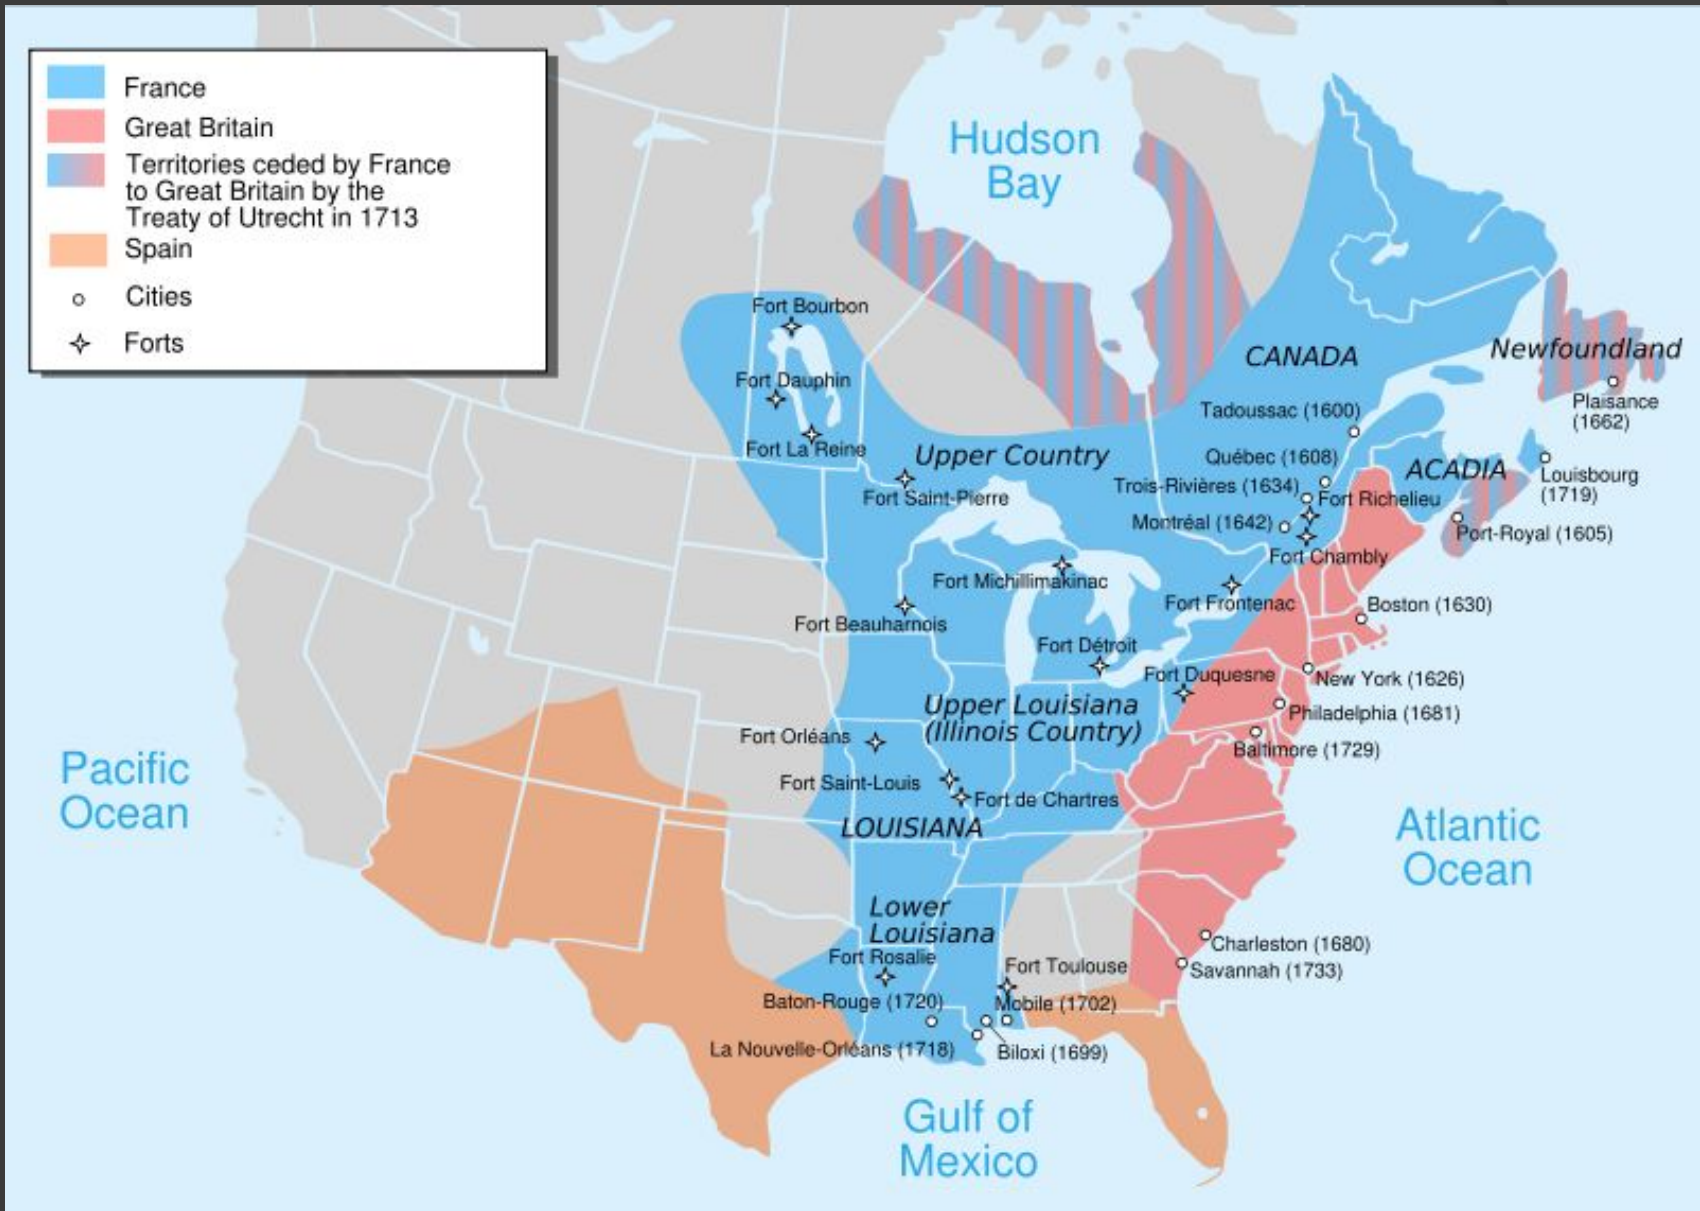 France
Great Britain
Territories ceded by France
to Great Britain by the
Treaty of Utrecht in 1713
Spain
Cities
Forts
Hudson
Bay
Fort Bourbon
Fort Dauphin
Fort La Reine
Upper Country
Fort Saint-Pierre
CANADA
Newfoundland
Plaisance
(1662)
Tadoussac (1600)
Québec (1608)
Trois-Rivières (1634)
Fort Richelieu
Montréal (1642)
Fort Chambly
ACADIA
Louisbourg
(1719)
Port-Royal (1605)
Fort Michillimakinac
Fort Frontenac
Boston (1630)
Fort Beauharnois
Fort Détroit
Fort Duquesne
New York (1626)
Upper Louisiana
(Illinois Country)
Philadelphia (1681)
Fort Orléans
Baltimore (1729)
Fort Saint-Louis
Fort de Chartres
Pacific
Ocean
LOUISIANA
Atlantic
Ocean
Lower
Louisiana
Fort Rosalie
Fort Toulouse
Charleston (1680)
Savannah (1733)
Baton-Rouge (1720)
Mobile (1702)
La Nouvelle-Orléans (1718)
Biloxi (1699)
Gulf of
Mexico